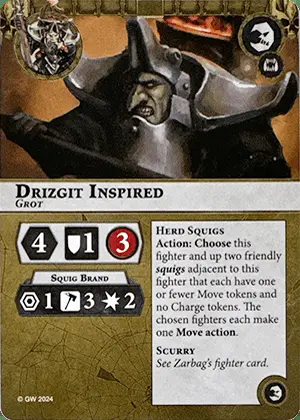 Drizgit Inspired
Grot
4 1 3
Squig Brand
1 3 2
Herd Squigs
Action: Choose this
fighter and up two friendly
squigs adjacent to this
fighter that each have one
or fewer Move tokens and
no Charge tokens. The
chosen fighters each make
one Move action.
Scurry
See Zarbag's fighter card.
© GW 2024